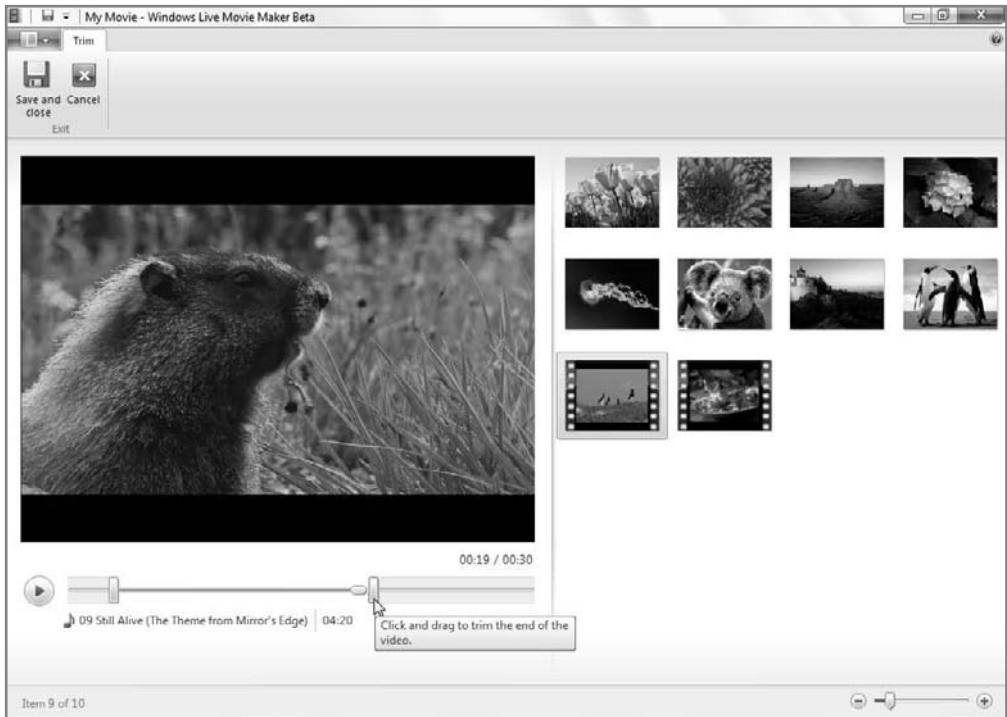 My Movie - Windows Live Movie Maker Beta
Trim
Save and close
Cancel
Exit
00:19 / 00:30
09 Still Alive (The Theme from Mirror's Edge) 04:20
Click and drag to trim the end of the
video.
Item 9 of 10